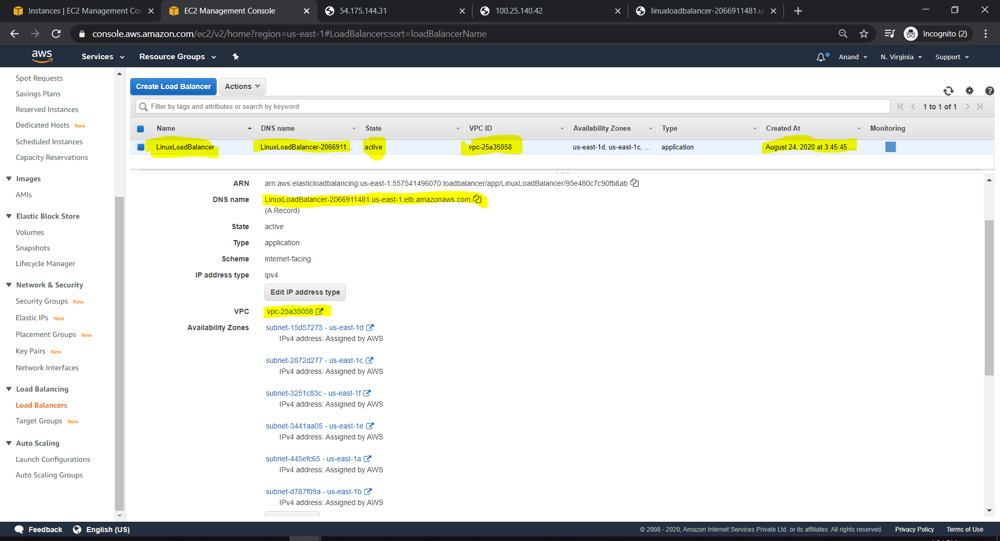 Instances | EC2 Management Con
EC2 Management Console
54.175.144.31
100.25.140.42
linuxloadbalancer-2066911481.us
console.aws.amazon.com/ec2/v2/home?region=us-east-1#LoadBalancers:sort=loadBalancerName
Incognito (2)
aws
Services
Resource Groups
Anand
N. Virginia
Support
Spot Requests
Savings Plans
Reserved Instances
Dedicated Hosts New
Scheduled Instances
Capacity Reservations
Images
AMIs
Elastic Block Store
Volumes
Snapshots
Lifecycle Manager
Network & Security
Security Groups New
Elastic IPs New
Placement Groups New
Key Pairs New
Network Interfaces
Load Balancing
Load Balancers
Target Groups New
Auto Scaling
Launch Configurations
Auto Scaling Groups
Create Load Balancer Actions
Filter by tags and attributes or search by keyword
1 to 1 of 1
Name DNS name State VPC ID Availability Zones Type Created At Monitoring
LinuxLoadBalancer LinuxLoadBalancer-2066911... active vpc-25a35058 us-east-1d, us-east-1c, ... application August 24, 2020 at 3:45:45 ...
ARN arn:aws:elasticloadbalancing:us-east-1:557541496070:loadbalancer/app/LinuxLoadBalancer/95e480c7c90fb8ab
DNS name LinuxLoadBalancer-2066911481.us-east-1.elb.amazonaws.com
(A Record)
State active
Type application
Scheme internet-facing
IP address type ipv4
Edit IP address type
VPC vpc-25a35058
Availability Zones subnet-15d57273 - us-east-1d
IPv4 address: Assigned by AWS
subnet-2872d277 - us-east-1c
IPv4 address: Assigned by AWS
subnet-3251c83c - us-east-1f
IPv4 address: Assigned by AWS
subnet-3441aa05 - us-east-1e
IPv4 address: Assigned by AWS
subnet-445efc65 - us-east-1a
IPv4 address: Assigned by AWS
subnet-d787f09a - us-east-1b
IPv4 address: Assigned by AWS
Feedback
English (US)
© 2008 - 2020, Amazon Internet Services Private Ltd. or its affiliates. All rights reserved. Privacy Policy Terms of Use